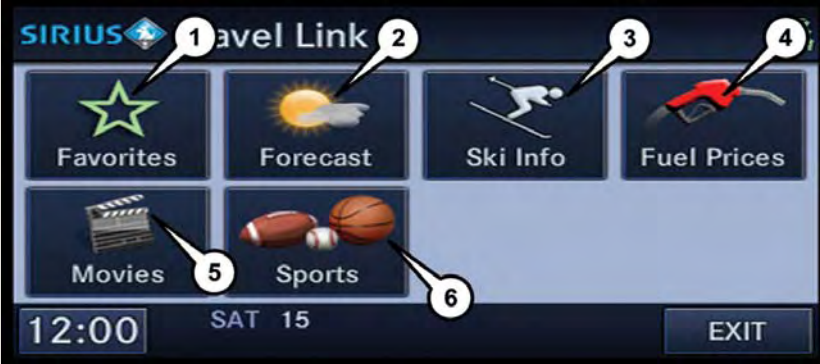 SIRIUS avel Link
1 2 3 4
Favorites Forecast Ski Info Fuel Prices
Movies Sports
5 6
12:00 SAT 15 EXIT